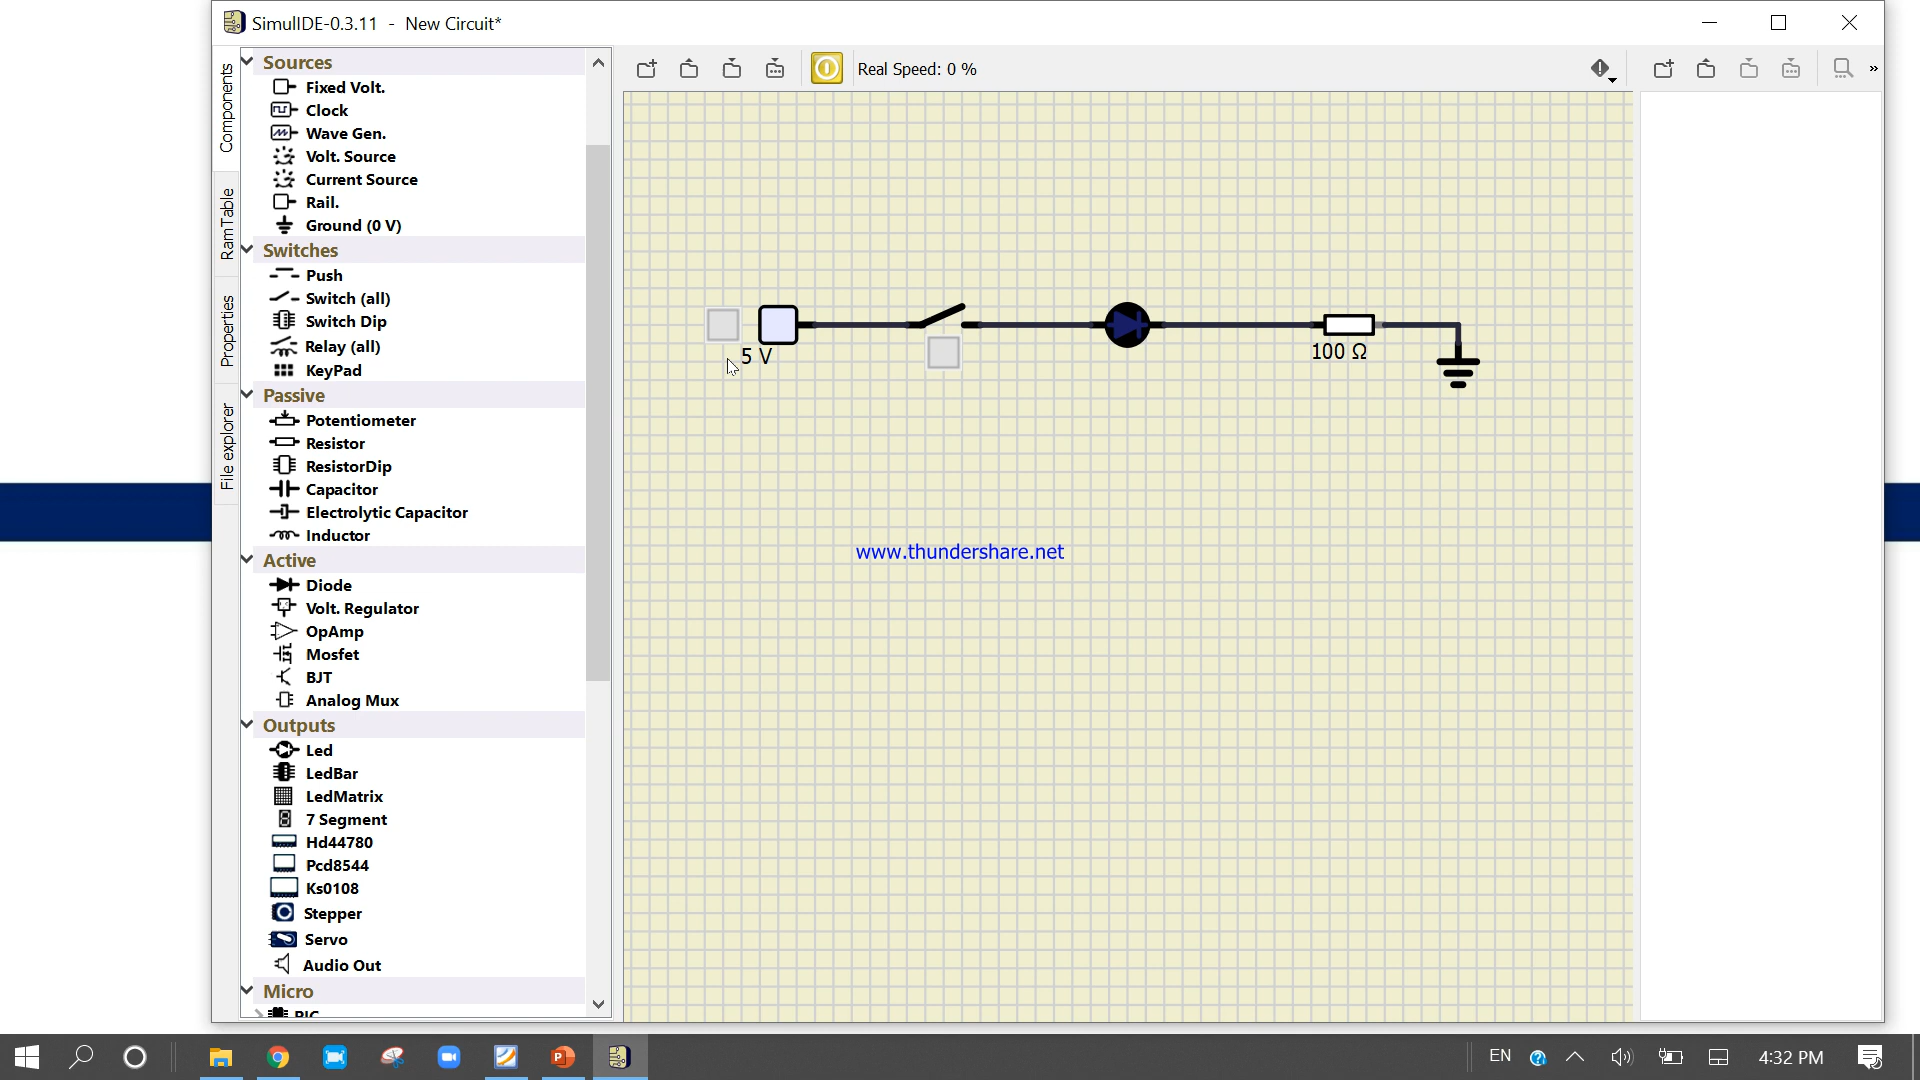 SimulIDE-0.3.11 - New Circuit*
Components
RamTable
Properties
File explorer
Sources
Fixed Volt.
Clock
Wave Gen.
Volt. Source
Current Source
Rail.
Ground (0 V)
Switches
Push
Switch (all)
Switch Dip
Relay (all)
KeyPad
Passive
Potentiometer
Resistor
ResistorDip
Capacitor
Electrolytic Capacitor
Inductor
Active
Diode
Volt. Regulator
OpAmp
Mosfet
BJT
Analog Mux
Outputs
Led
LedBar
LedMatrix
7 Segment
Hd44780
Pcd8544
Ks0108
Stepper
Servo
Audio Out
Micro
PIC
Real Speed: 0 %
»
5 V
100 Ω
www.thundershare.net
EN
4:32 PM